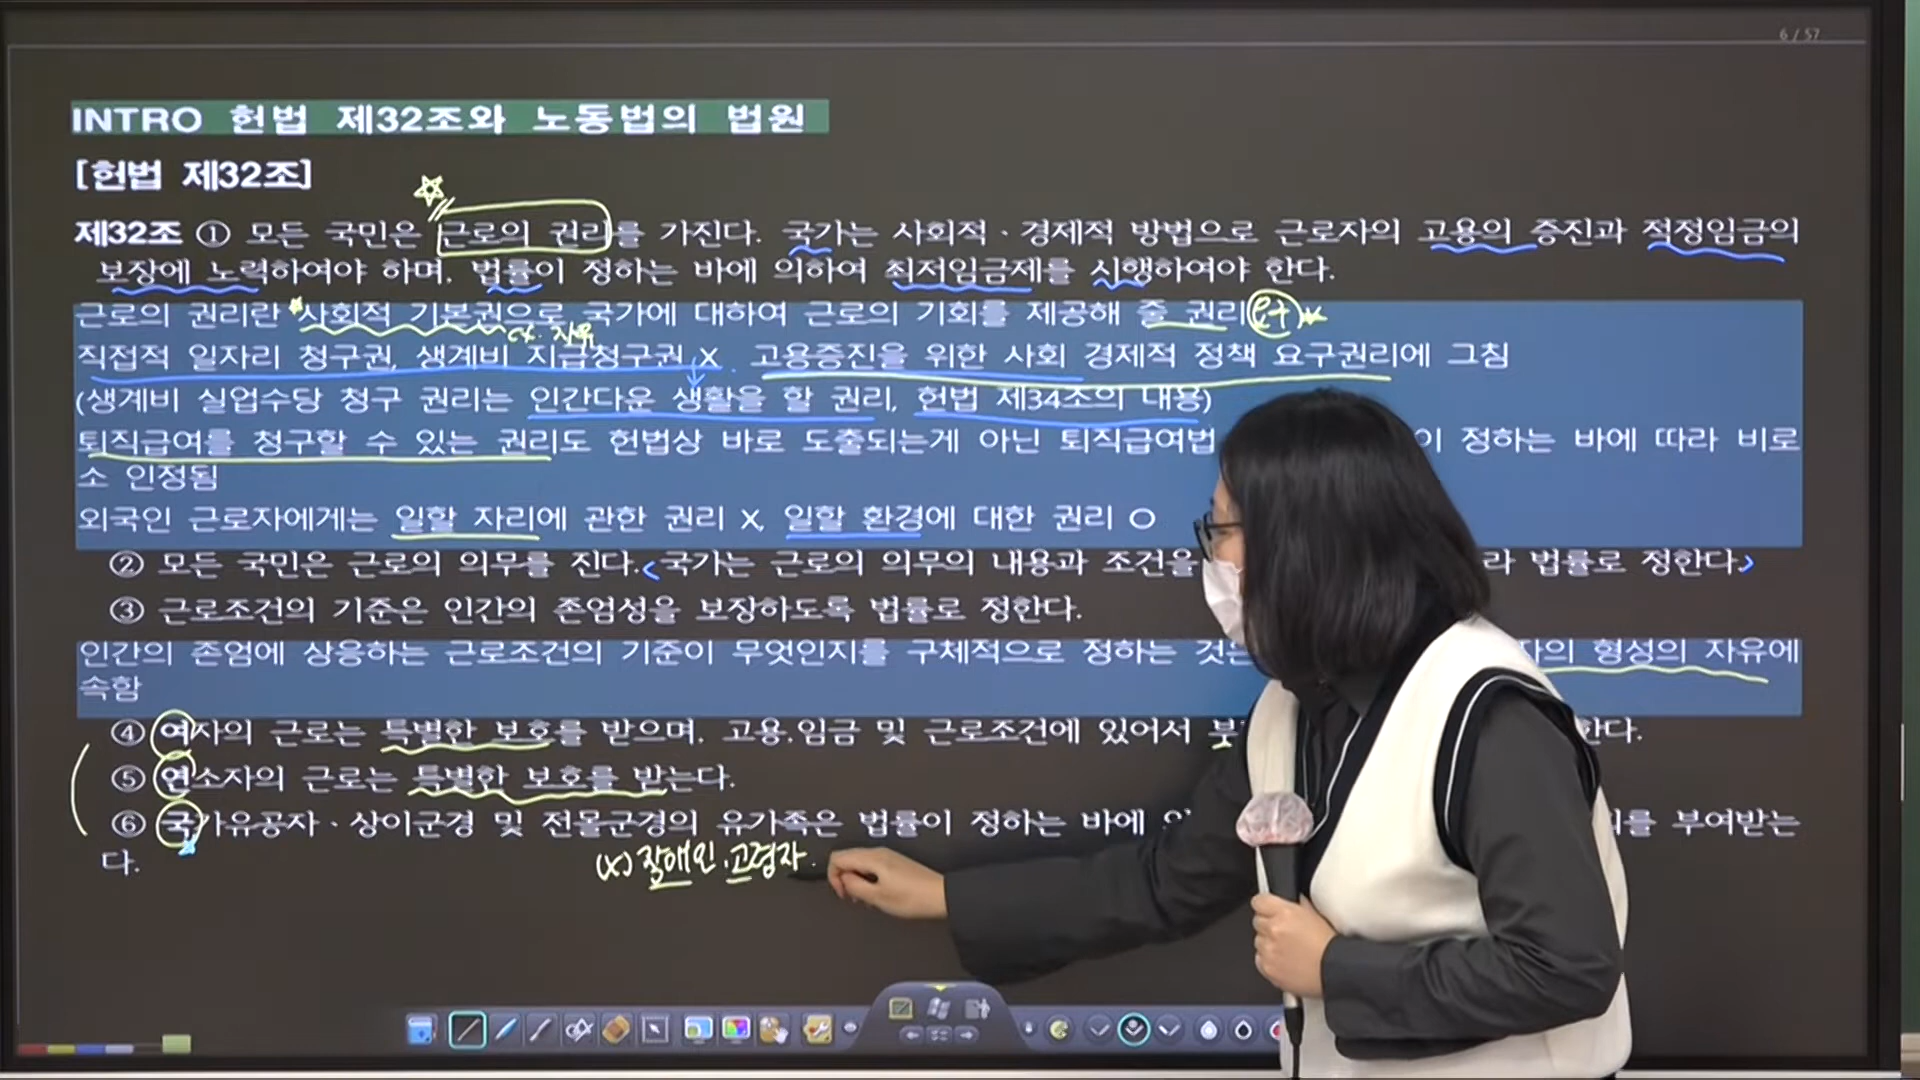 6 / 57
INTRO 헌법 제32조와 노동법의 법원
[헌법 제32조]
제32조 ① 모든 국민은 근로의 권리를 가진다. 국가는 사회적·경제적 방법으로 근로자의 고용의 증진과 적정임금의
보장에 노력하여야 하며, 법률이 정하는 바에 의하여 최저임금제를 시행하여야 한다.
근로의 권리란 사회적 기본권으로 국가에 대하여 근로의 기회를 제공해 줄 권리
직접적 일자리 청구권, 생계비 지급청구권 X 고용증진을 위한 사회 경제적 정책 요구권리에 그침
(생계비 실업수당 청구 권리는 인간다운 생활을 할 권리, 헌법 제34조의 내용)
퇴직급여를 청구할 수 있는 권리도 헌법상 바로 도출되는게 아닌 퇴직급여법 이 정하는 바에 따라 비로
소 인정됨
외국인 근로자에게는 일할 자리에 관한 권리 X, 일할 환경에 대한 권리 O
② 모든 국민은 근로의 의무를 진다. 국가는 근로의 의무의 내용과 조건을 라 법률로 정한다.
③ 근로조건의 기준은 인간의 존엄성을 보장하도록 법률로 정한다.
인간의 존엄에 상응하는 근로조건의 기준이 무엇인지를 구체적으로 정하는 것은 자의 형성의 자유에
속함
④ 여자의 근로는 특별한 보호를 받으며, 고용.임금 및 근로조건에 있어서 한다.
⑤ 연소자의 근로는 특별한 보호를 받는다.
⑥ 국가유공자·상이군경 및 전몰군경의 유가족은 법률이 정하는 바에 를 부여받는
다.
(X) 장애인. 고령자.